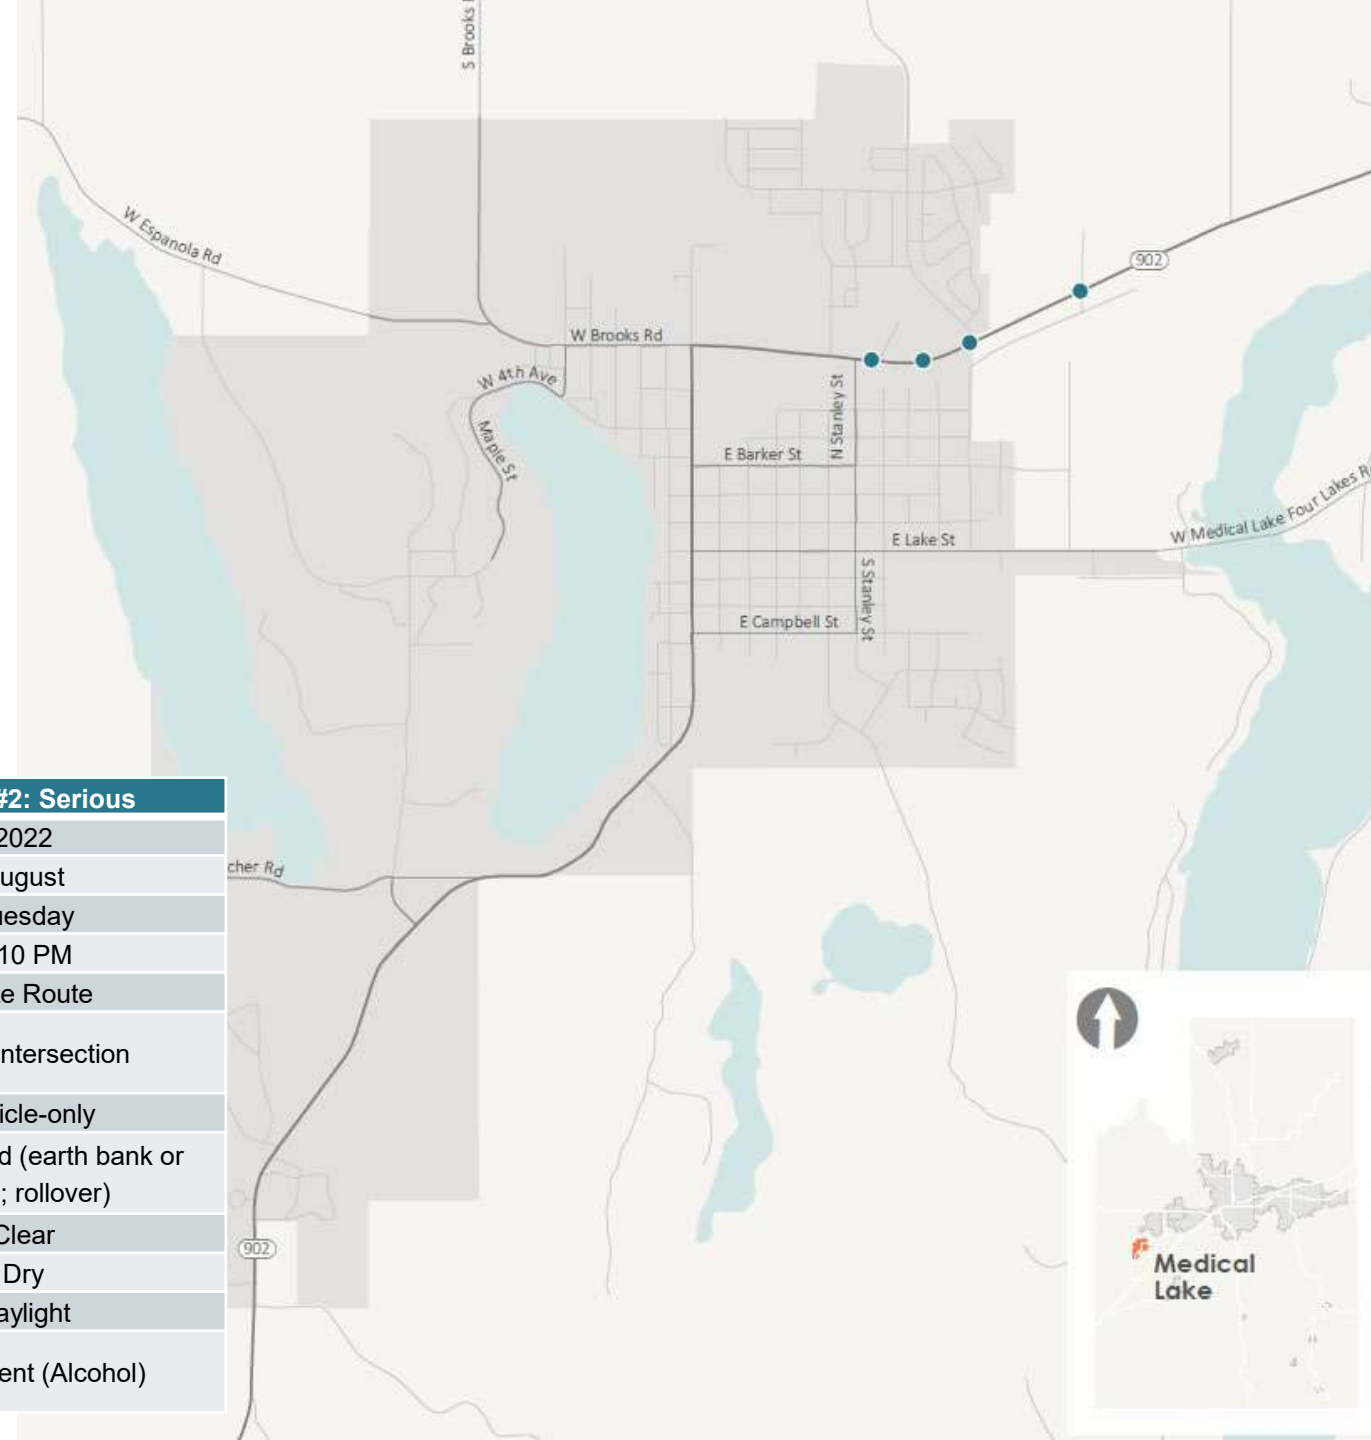 S Brooks
W Espanola Rd
902
W Brooks Rd
W 4th Ave
Maple St
N Stanley St
E Barker St
W Medical Lake Four Lakes R
E Lake St
S Stanley St
E Campbell St
#2: Serious
2022
ugust
uesday
10 PM
e Route
ntersection
icle-only
d (earth bank or
; rollover)
Clear
Dry
aylight
ent (Alcohol)
cher Rd
902
Medical
Lake